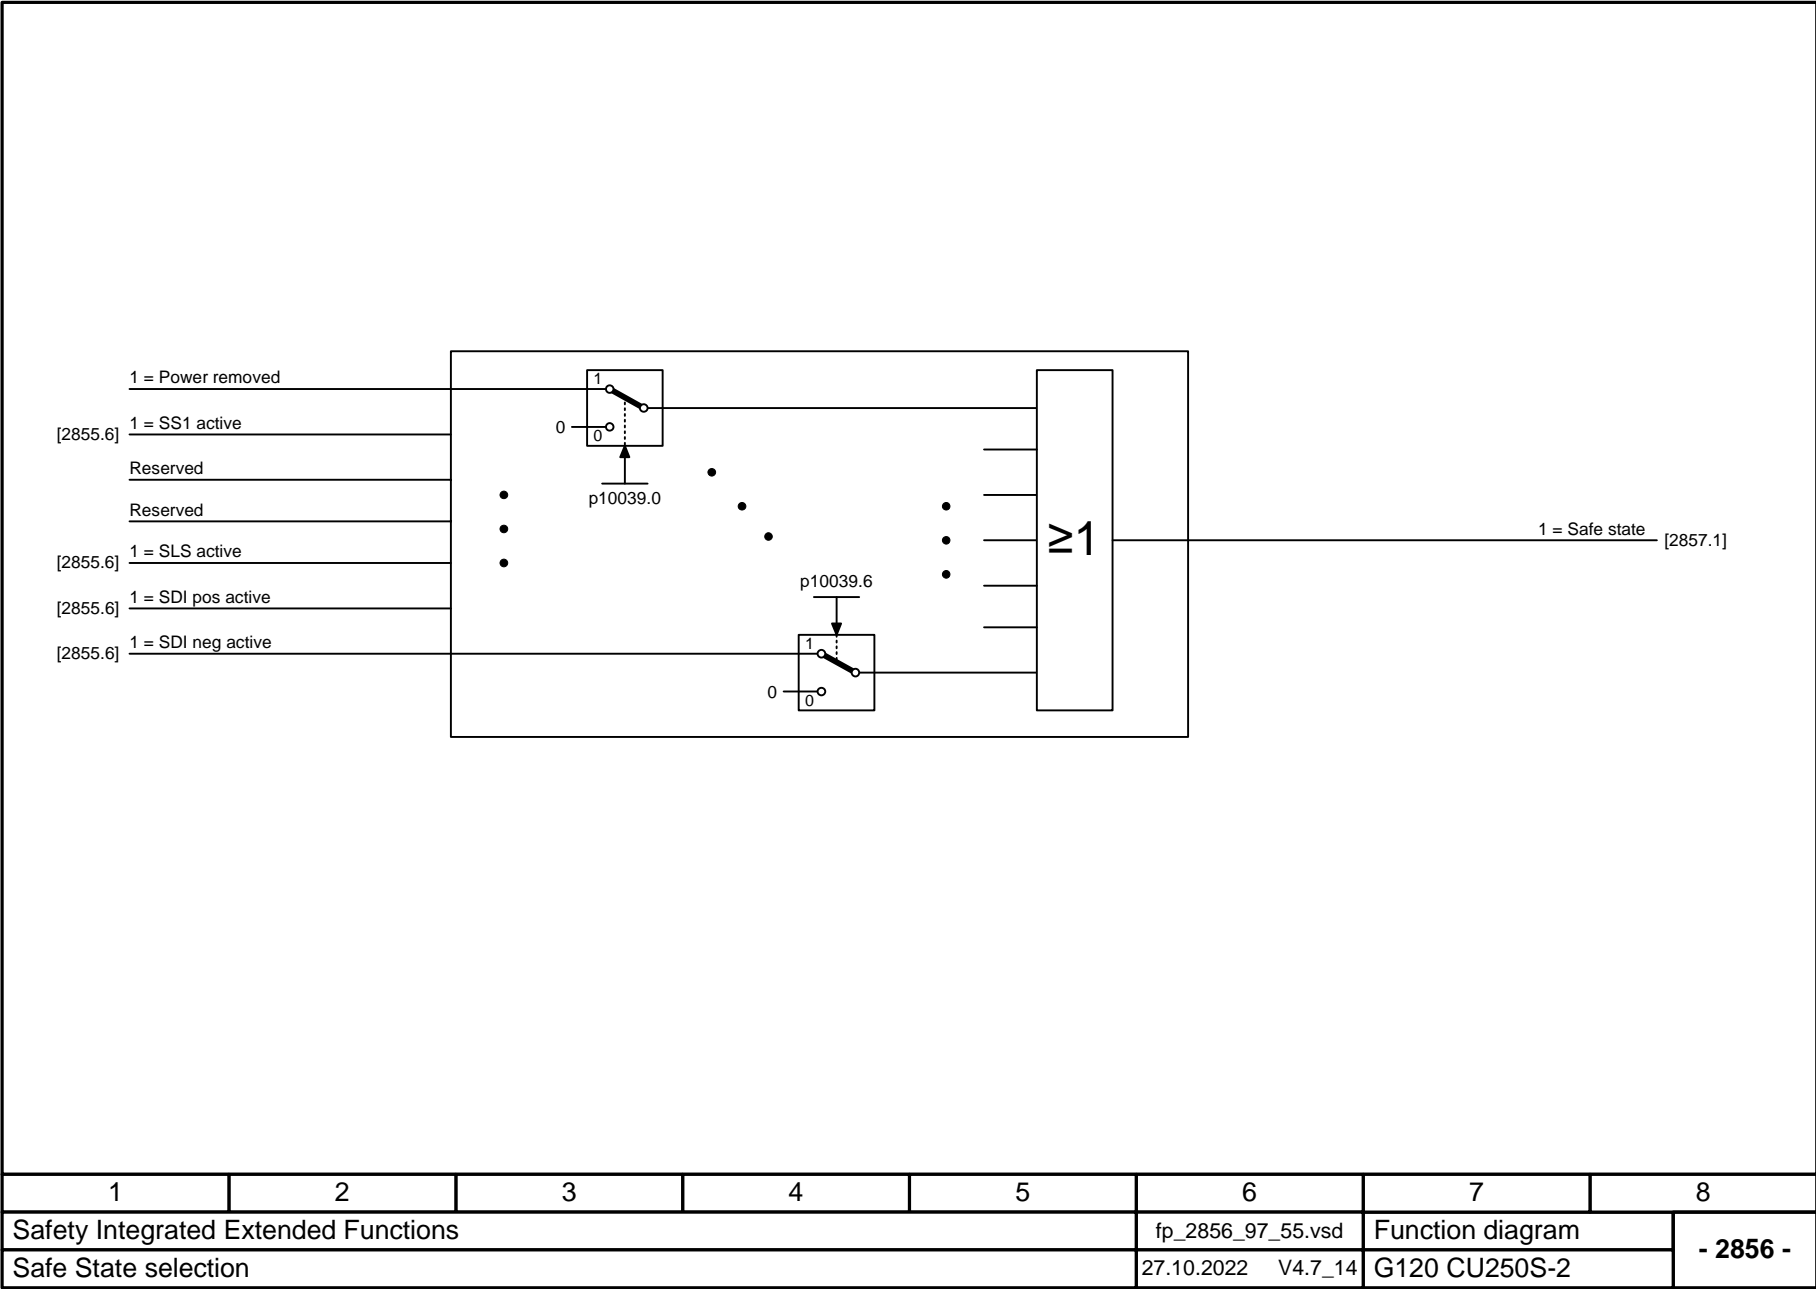 1 = Power removed
[2855.6] 1 = SS1 active
Reserved
Reserved
[2855.6] 1 = SLS active
[2855.6] 1 = SDI pos active
[2855.6] 1 = SDI neg active
1
0 0
p10039.0
p10039.6
1
0 0
≥1
1 = Safe state [2857.1]
1 2 3 4 5 6 7 8
Safety Integrated Extended Functions fp_2856_97_55.vsd Function diagram
- 2856 -
Safe State selection 27.10.2022 V4.7_14 G120 CU250S-2